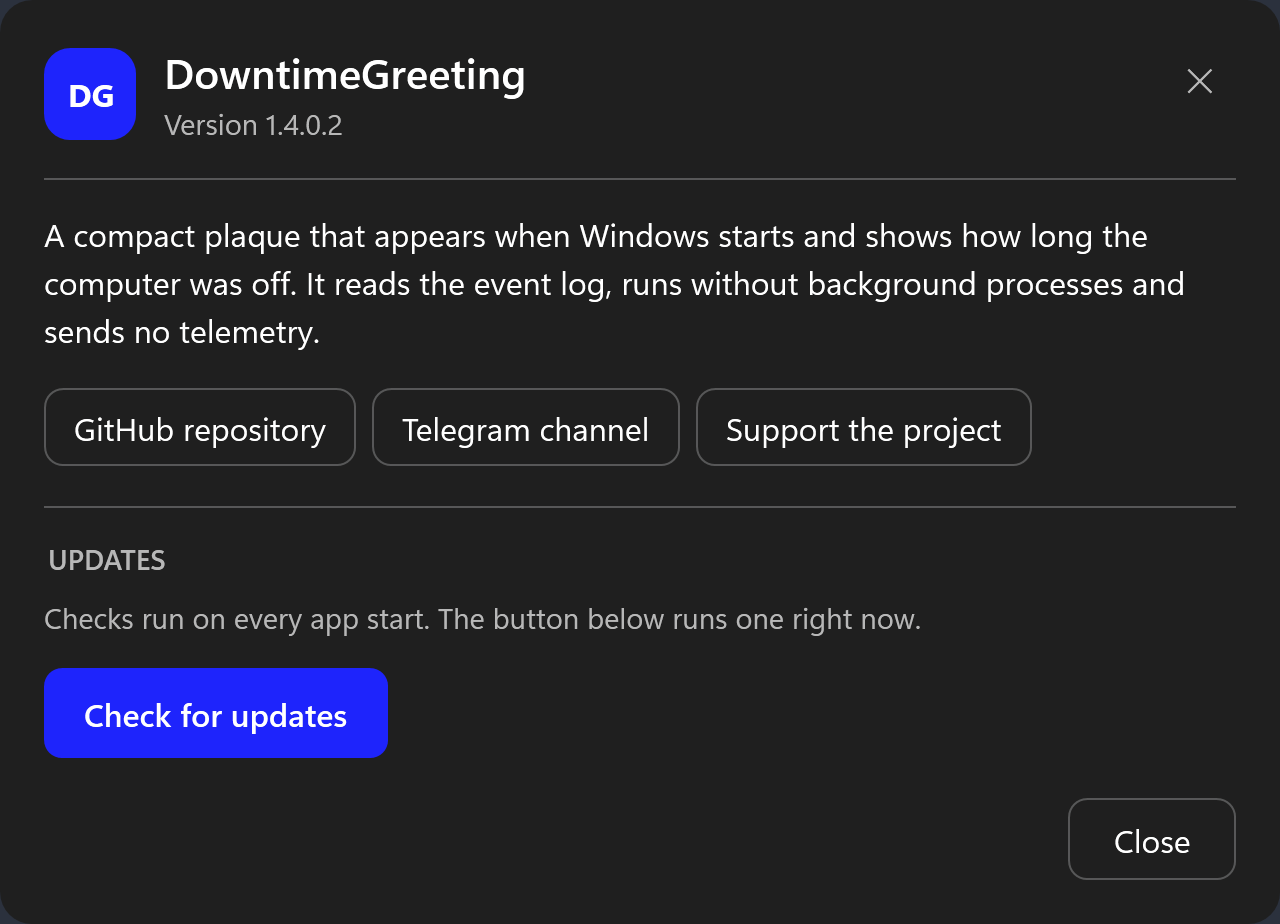 DG
DowntimeGreeting
Version 1.4.0.2
A compact plaque that appears when Windows starts and shows how long the
computer was off. It reads the event log, runs without background processes and
sends no telemetry.
GitHub repository
Telegram channel
Support the project
UPDATES
Checks run on every app start. The button below runs one right now.
Check for updates
Close